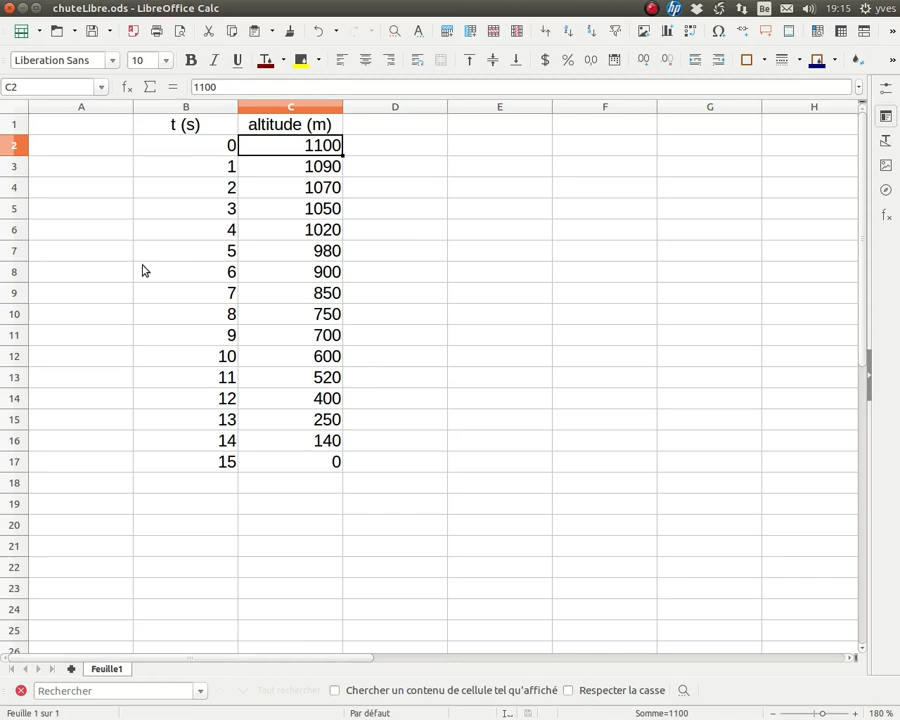 chuteLibre.ods - LibreOffice Calc Be 19:15 yves
Liberation Sans 10
C2 1100
A B C D E F G H
1 t (s) altitude (m)
2 0 1100
3 1 1090
4 2 1070
5 3 1050
6 4 1020
7 5 980
8 6 900
9 7 850
10 8 750
11 9 700
12 10 600
13 11 520
14 12 400
15 13 250
16 14 140
17 15 0
18
19
20
21
22
23
24
25
26
Feuille1
Rechercher Tout rechercher Chercher un contenu de cellule tel qu'affiché Respecter la casse
Feuille 1 sur 1 Par défaut Somme=1100 180 %